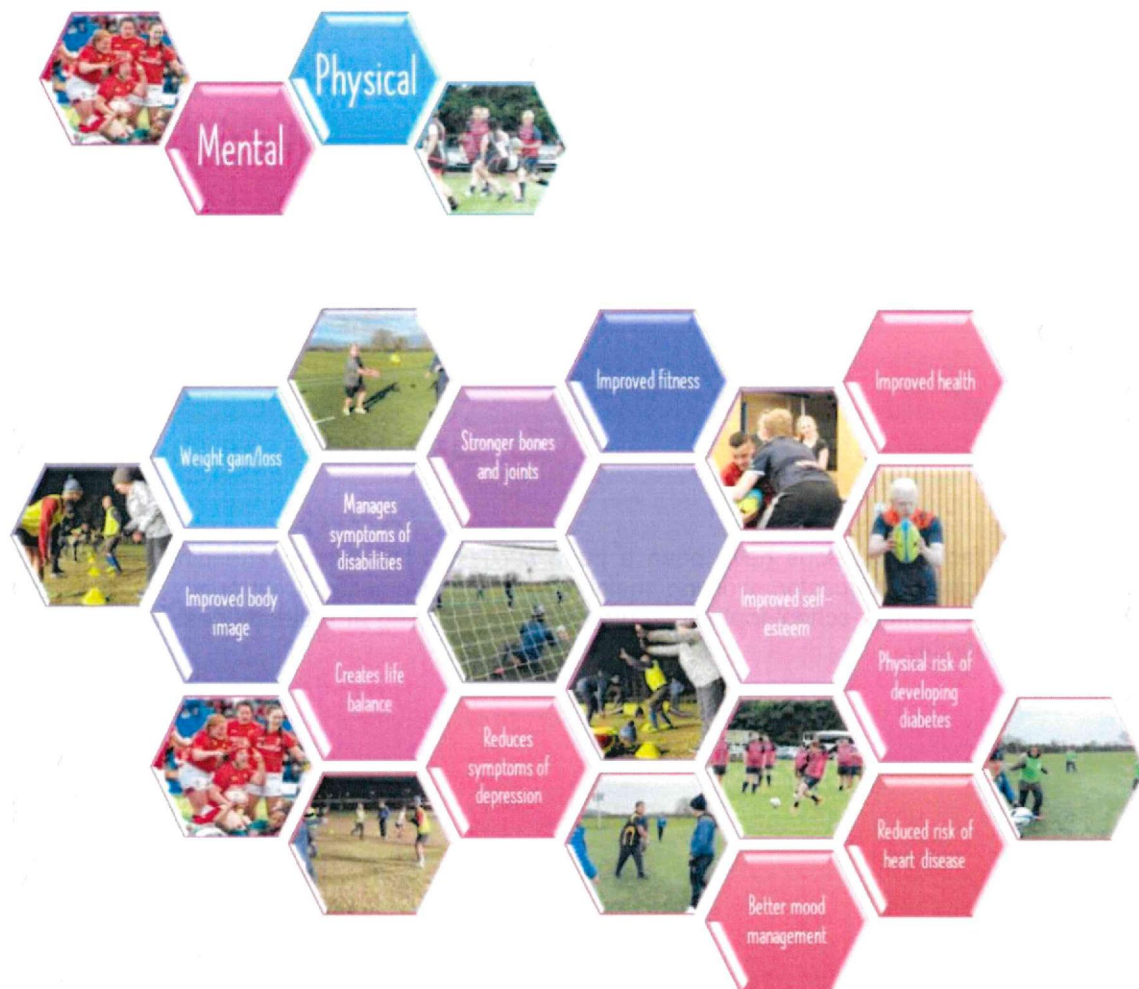 Physical
Mental
Improved fitness
Improved health
Weight gain/loss
Stronger bones
and joints
Manages
symptoms of
disabilities
Improved body
image
Improved self-
esteem
Creates life
balance
Physical risk of
developing
diabetes
Reduces
symptoms of
depression
Reduced risk of
heart disease
Better mood
management